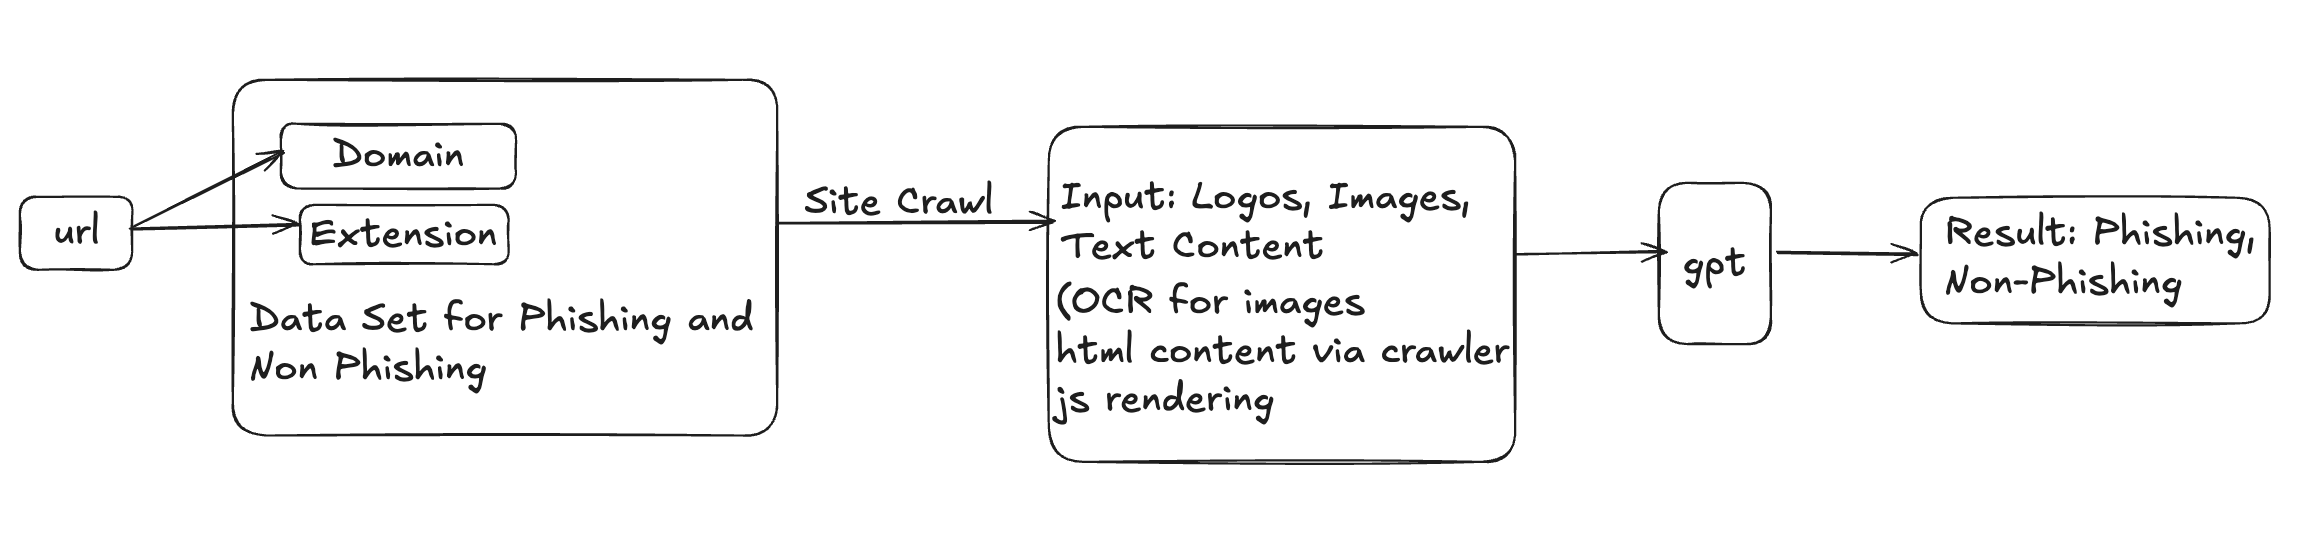 url
Domain
Extension
Data Set for Phishing and
Non Phishing
Site Crawl
Input: Logos, Images,
Text Content
(OCR for images
html content via crawler
js rendering
gpt
Result: Phishing,
Non-Phishing